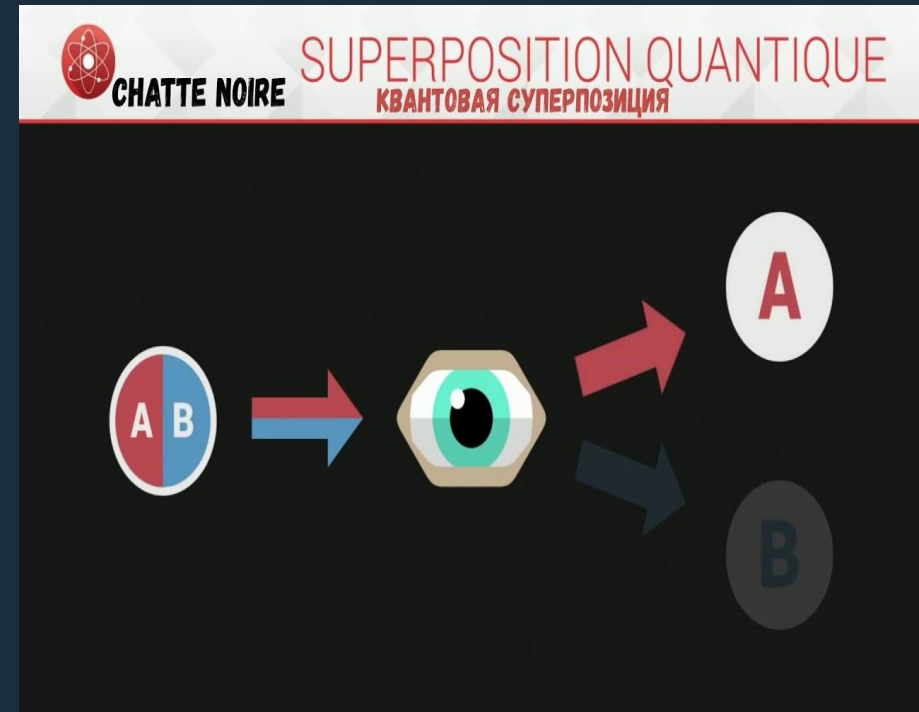 SUPERPOSITION QUANTIQUE
CHATTE NOIRE
КВАНТОВАЯ СУПЕРПОЗИЦИЯ
A
A B
B